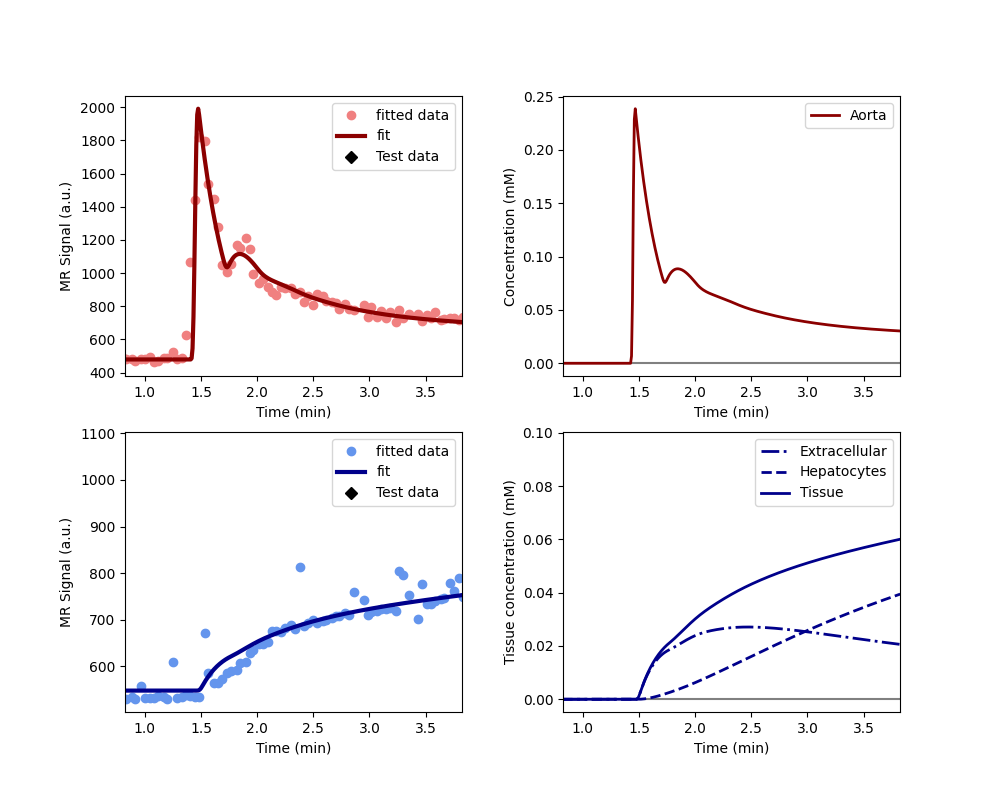 MR Signal (a.u.)
2000
1800
1600
1400
1200
1000
800
600
400
fitted data
fit
Test data
1.0 1.5 2.0 2.5 3.0 3.5
Time (min)
Concentration (mM)
0.25
0.20
0.15
0.10
0.05
0.00
Aorta
1.0 1.5 2.0 2.5 3.0 3.5
Time (min)
MR Signal (a.u.)
1100
1000
900
800
700
600
fitted data
fit
Test data
1.0 1.5 2.0 2.5 3.0 3.5
Time (min)
Tissue concentration (mM)
0.10
0.08
0.06
0.04
0.02
0.00
Extracellular
Hepatocytes
Tissue
1.0 1.5 2.0 2.5 3.0 3.5
Time (min)